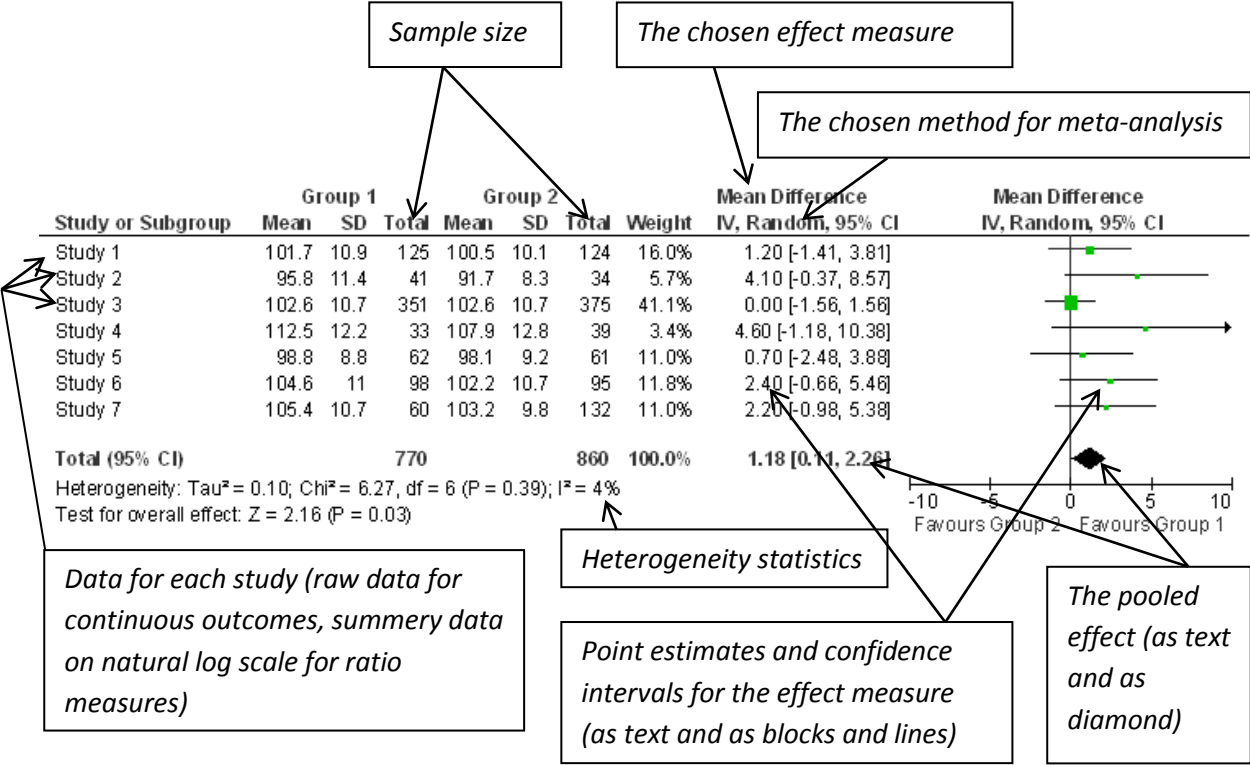 Sample size
The chosen effect measure
The chosen method for meta-analysis
Group 1 Group 2 Mean Difference Mean Difference
Study or Subgroup Mean SD Total Mean SD Total Weight IV, Random, 95% CI IV, Random, 95% CI
Study 1 101.7 10.9 125 100.5 10.1 124 16.0% 1.20 [-1.41, 3.81]
Study 2 95.8 11.4 41 91.7 8.3 34 5.7% 4.10 [-0.37, 8.57]
Study 3 102.6 10.7 351 102.6 10.7 375 41.1% 0.00 [-1.56, 1.56]
Study 4 112.5 12.2 33 107.9 12.8 39 3.4% 4.60 [-1.18, 10.38]
Study 5 98.8 8.8 62 98.1 9.2 61 11.0% 0.70 [-2.48, 3.88]
Study 6 104.6 11 98 102.2 10.7 95 11.8% 2.40 [-0.66, 5.46]
Study 7 105.4 10.7 60 103.2 9.8 132 11.0% 2.20 [-0.98, 5.38]
Total (95% CI) 770 860 100.0% 1.18 [0.11, 2.26]
Heterogeneity: Tau² = 0.10; Chi² = 6.27, df = 6 (P = 0.39); I² = 4%
Test for overall effect: Z = 2.16 (P = 0.03)
-10 -5 0 5 10
Favours Group 2 Favours Group 1
Data for each study (raw data for
continuous outcomes, summery data
on natural log scale for ratio
measures)
Heterogeneity statistics
Point estimates and confidence
intervals for the effect measure
(as text and as blocks and lines)
The pooled
effect (as text
and as
diamond)